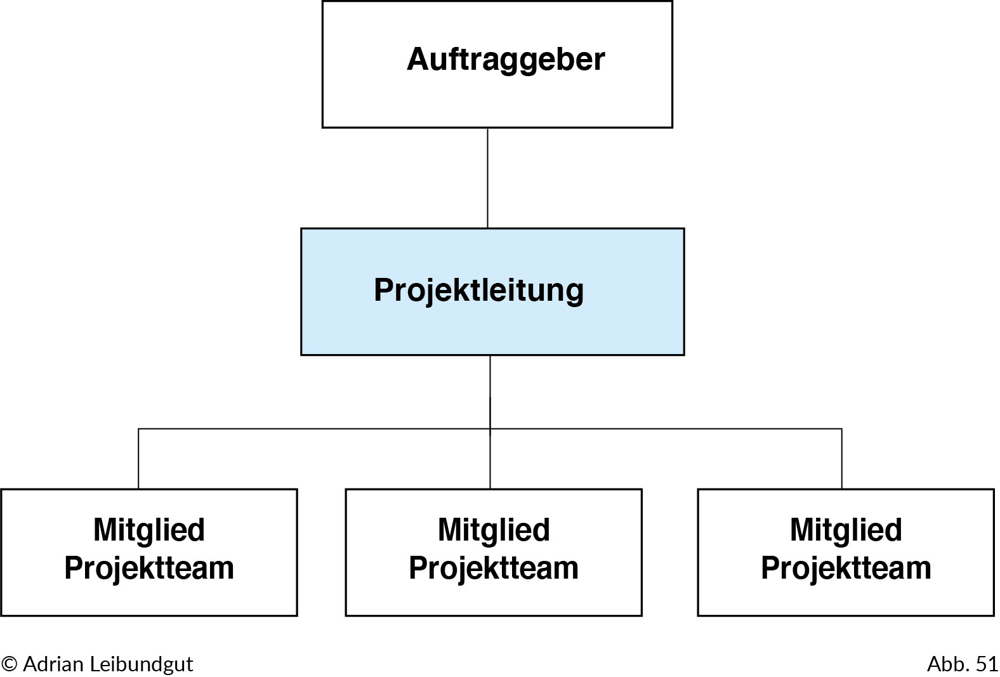 Auftraggeber
Projektleitung
Mitglied
Projektteam
Mitglied
Projektteam
Mitglied
Projektteam
© Adrian Leibundgut
Abb. 51